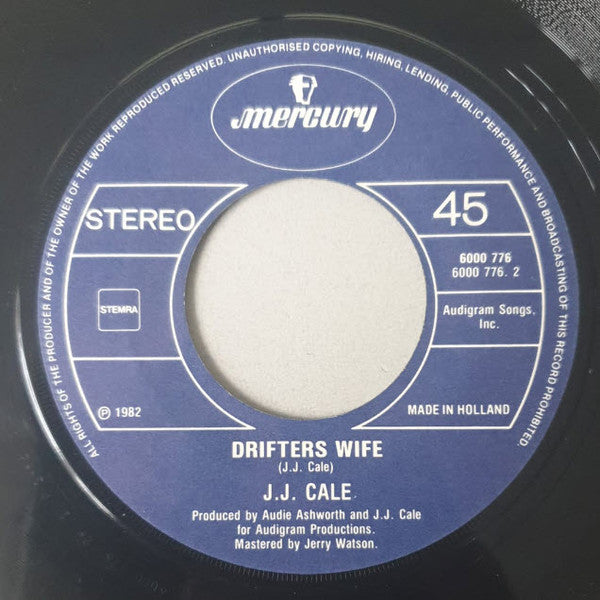 ALL RIGHTS OF THE PRODUCER AND OF THE OWNER OF THE WORK REPRODUCED RESERVED. UNAUTHORISED COPYING, HIRING, LENDING, PUBLIC PERFORMANCE AND BROADCASTING OF THIS RECORD PROHIBITED.
mercury
STEREO
45
6000 776
6000 776. 2
STEMRA
Audigram Songs,
Inc.
℗ 1982
MADE IN HOLLAND
DRIFTERS WIFE
(J.J. Cale)
J.J. CALE
Produced by Audie Ashworth and J.J. Cale
for Audigram Productions.
Mastered by Jerry Watson.